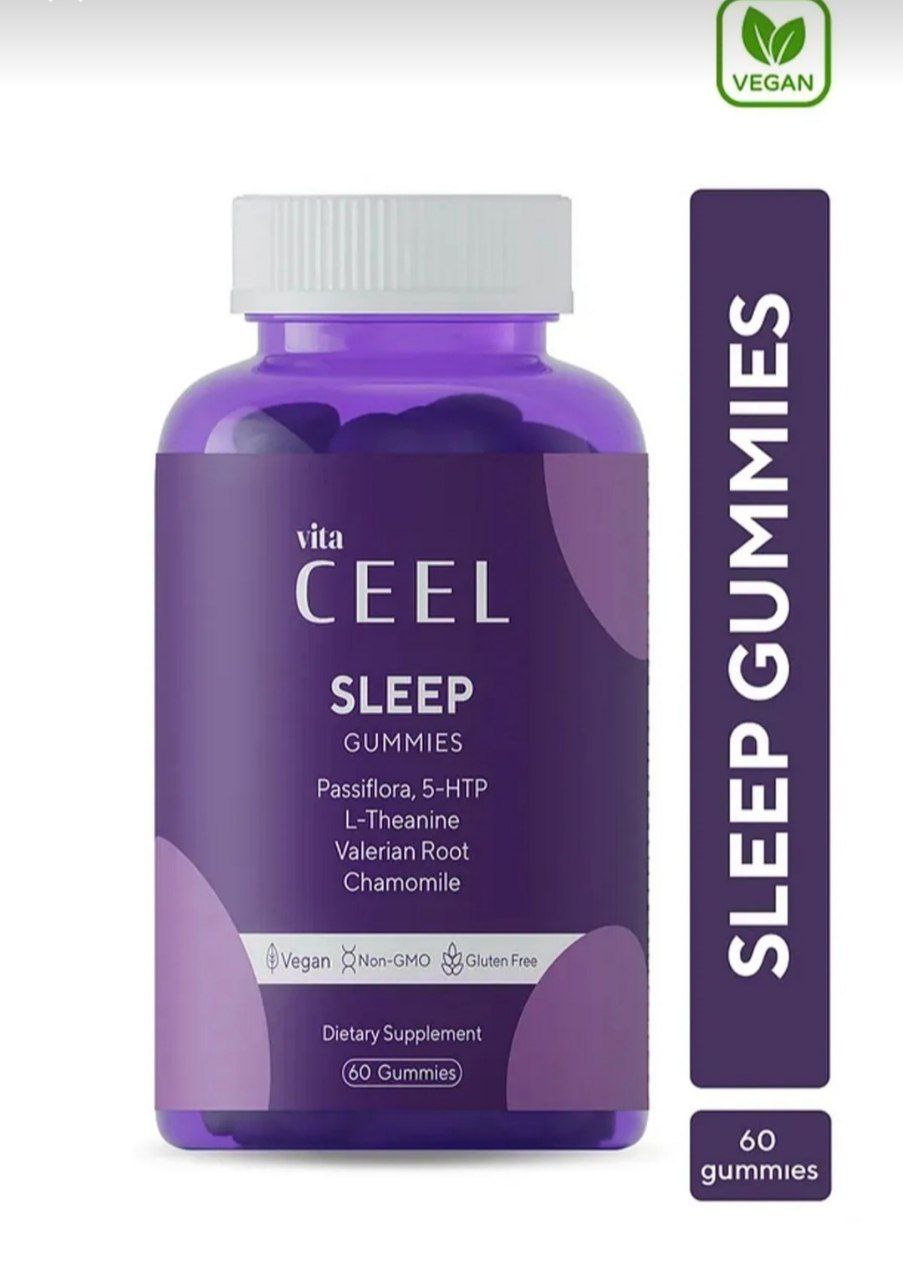 VEGAN
vita
CEEL
SLEEP
GUMMIES
Passiflora, 5-HTP
L-Theanine
Valerian Root
Chamomile
Vegan Non-GMO Gluten Free
Dietary Supplement
60 Gummies
SLEEP GUMMIES
60
gummies